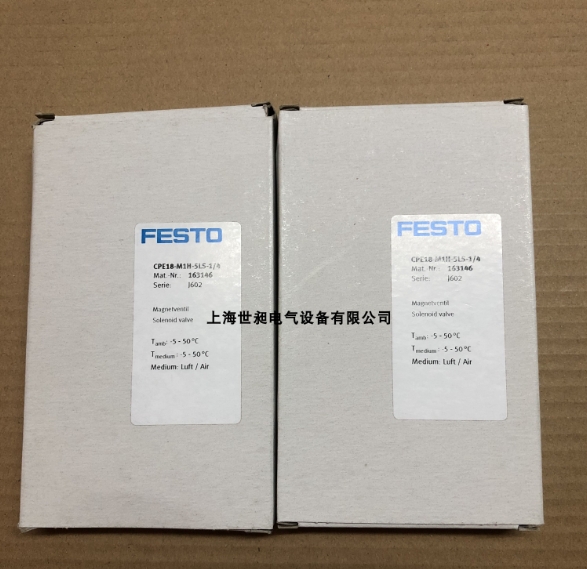 FESTO
CPE18-M1H-5LS-1/4
Mat.-Nr.: 163146
Serie: J602
Magnetventil
Solenoid valve
Tamb: -5 - 50 °C
Tmedium: -5 - 50 °C
Medium: Luft / Air
FESTO
CPE18-M1H-5LS-1/4
Mat.-Nr.: 163146
Serie: J602
Magnetventil
Solenoid valve
Tamb: -5 - 50 °C
Tmedium: -5 - 50 °C
Medium: Luft / Air
上海世昶电气设备有限公司